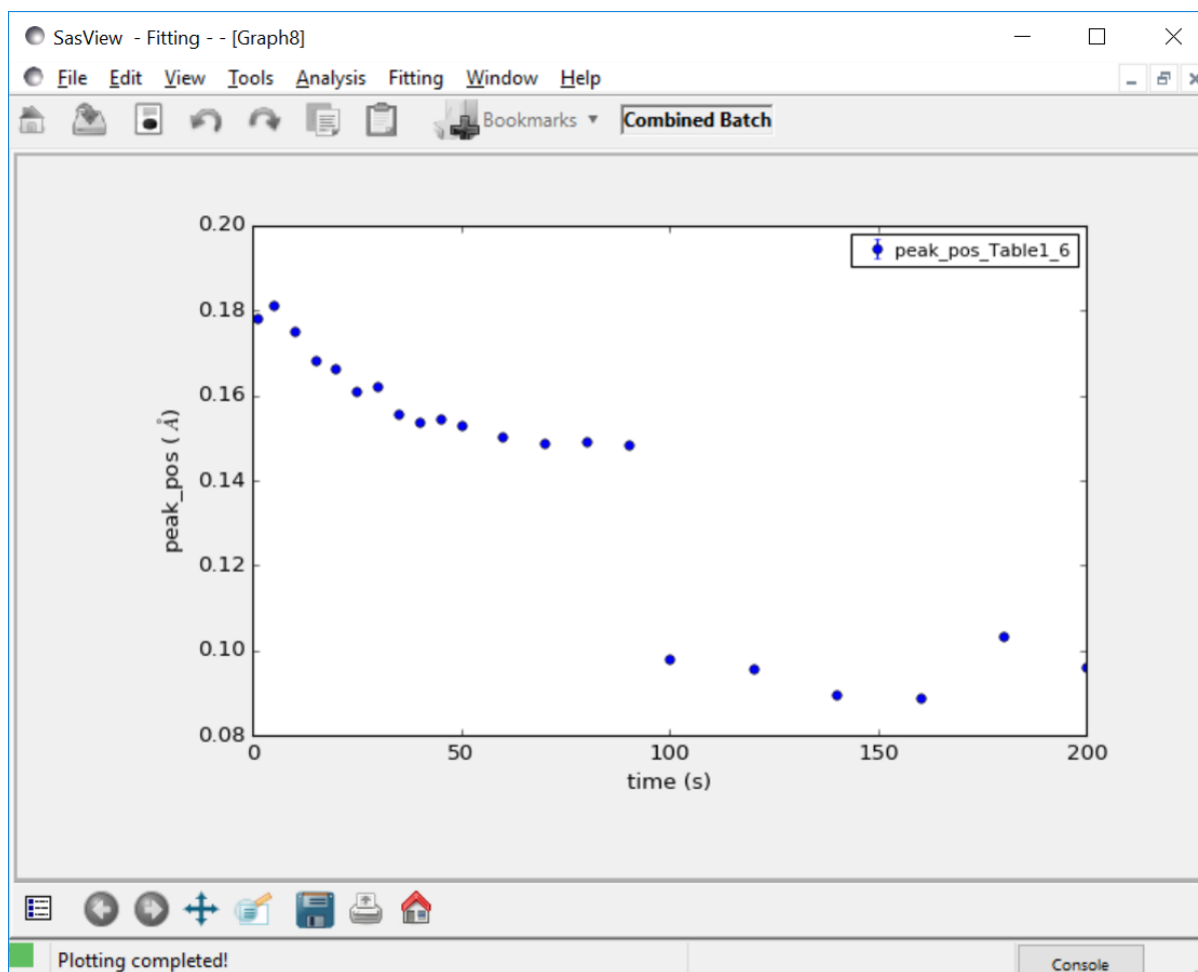 SasView - Fitting - - [Graph8]
File Edit View Tools Analysis Fitting Window Help
Bookmarks Combined Batch
peak_pos_Table1_6
0.20
0.18
0.16
0.14
0.12
0.10
0.08
peak_pos ( Å)
0 50 100 150 200
time (s)
Plotting completed!
Console